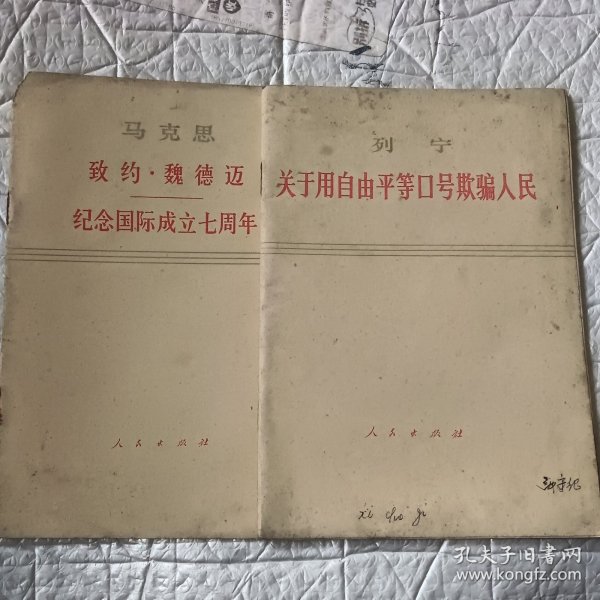 马克思
致约·魏德迈
纪念国际成立七周年
人民出版社
列宁
关于用自由平等口号欺骗人民
人民出版社
孔夫子旧书网
www.kongfz.com